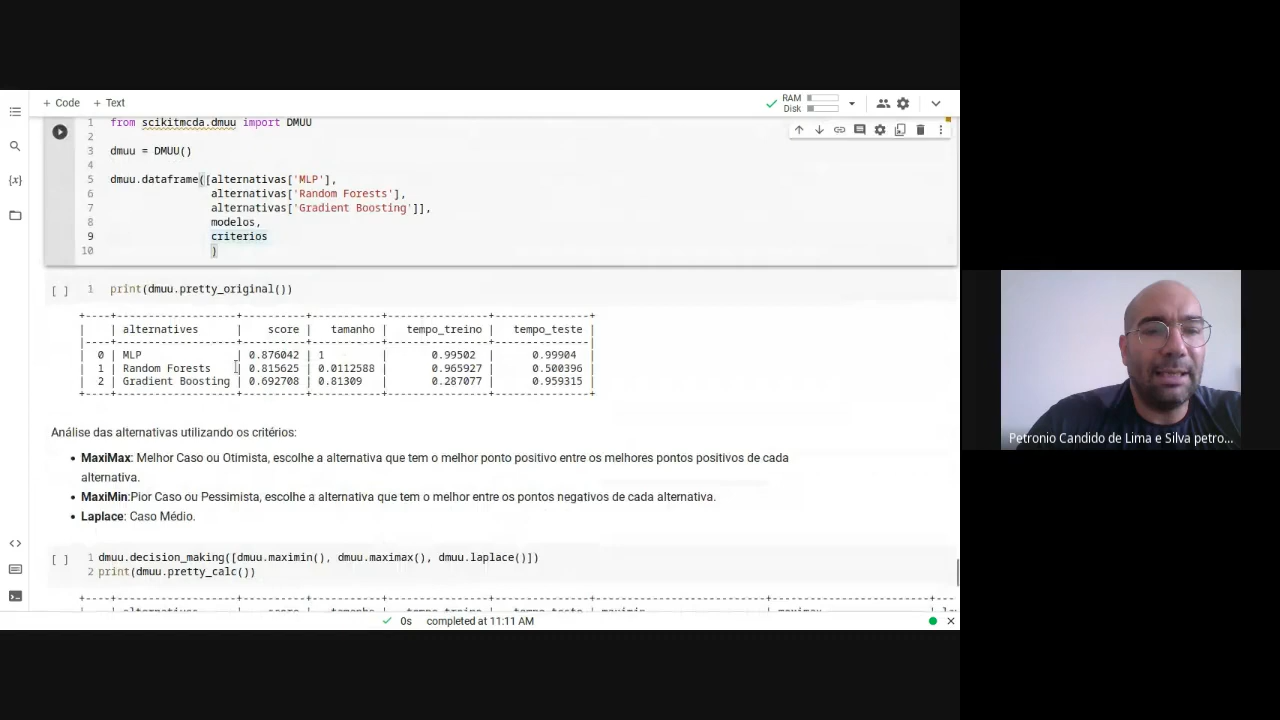 + Code + Text
RAM
Disk
1 from scikitmcda.dmuu import DMUU
2
3 dmuu = DMUU()
4
5 dmuu.dataframe([alternativas['MLP'],
6 alternativas['Random Forests'],
7 alternativas['Gradient Boosting']],
8 modelos,
9 criterios
10 )
[ ] 1 print(dmuu.pretty_original())
+----+-------------------+----------+-----------+---------------+--------------+
| | alternatives | score | tamanho | tempo_treino | tempo_teste |
|----+-------------------+----------+-----------+---------------+--------------|
| 0 | MLP | 0.876042 | 1 | 0.99502 | 0.99904 |
| 1 | Random Forests | 0.815625 | 0.0112588 | 0.965927 | 0.500396 |
| 2 | Gradient Boosting | 0.692708 | 0.81309 | 0.287077 | 0.959315 |
+----+-------------------+----------+-----------+---------------+--------------+
Análise das alternativas utilizando os critérios:
• MaxiMax: Melhor Caso ou Otimista, escolhe a alternativa que tem o melhor ponto positivo entre os melhores pontos positivos de cada
alternativa.
• MaxiMin:Pior Caso ou Pessimista, escolhe a alternativa que tem o melhor entre os pontos negativos de cada alternativa.
• Laplace: Caso Médio.
[ ] 1 dmuu.decision_making([dmuu.maximin(), dmuu.maximax(), dmuu.laplace()])
2 print(dmuu.pretty_calc())
| | alternatives | score | tamanho | tempo_treino | tempo_teste | maximin | maximax
0s completed at 11:11 AM
Petronio Candido de Lima e Silva petro...